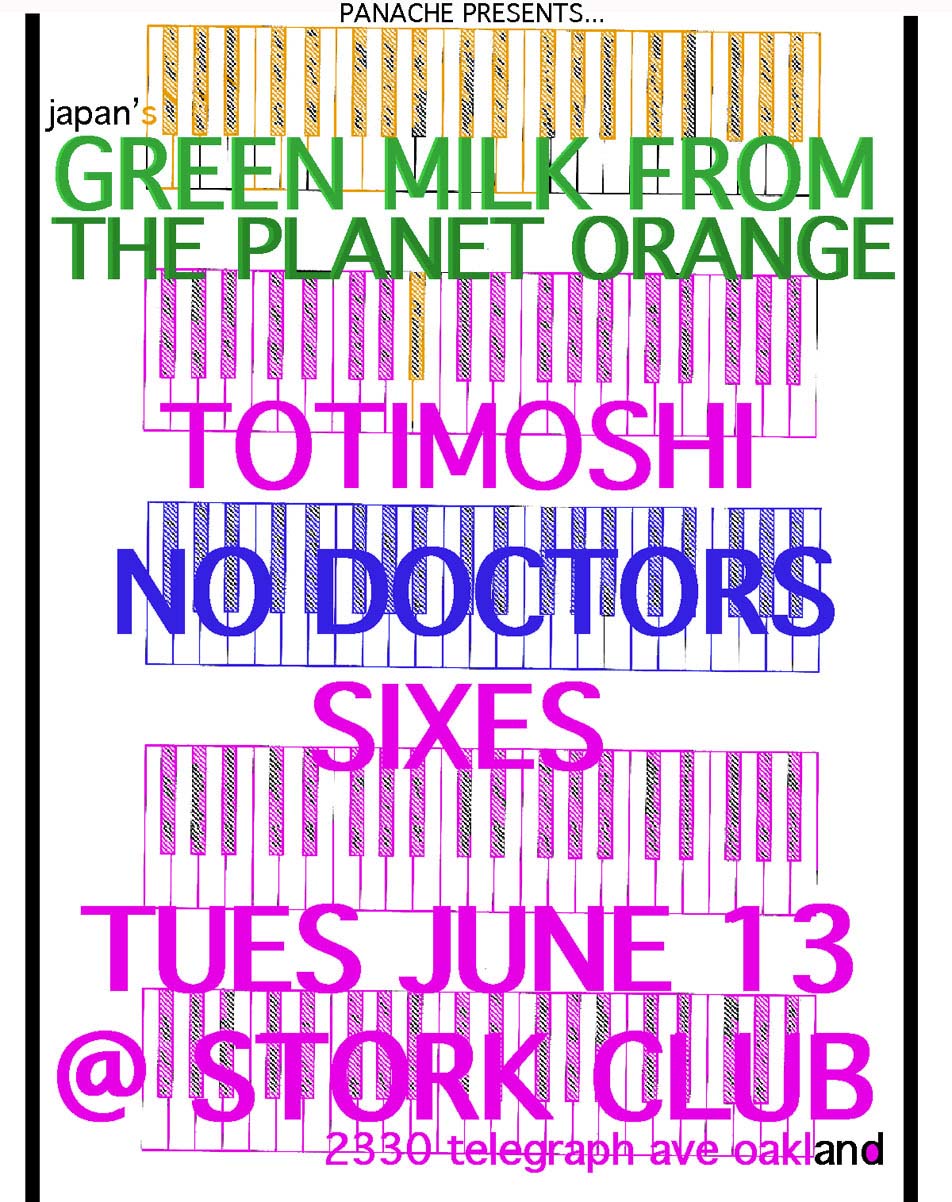 PANACHE PRESENTS...
japan's
GREEN MILK FROM
THE PLANET ORANGE
TOTIMOSHI
NO DOCTORS
SIXES
TUES JUNE 13
@ STORK CLUB
2330 telegraph ave oakland